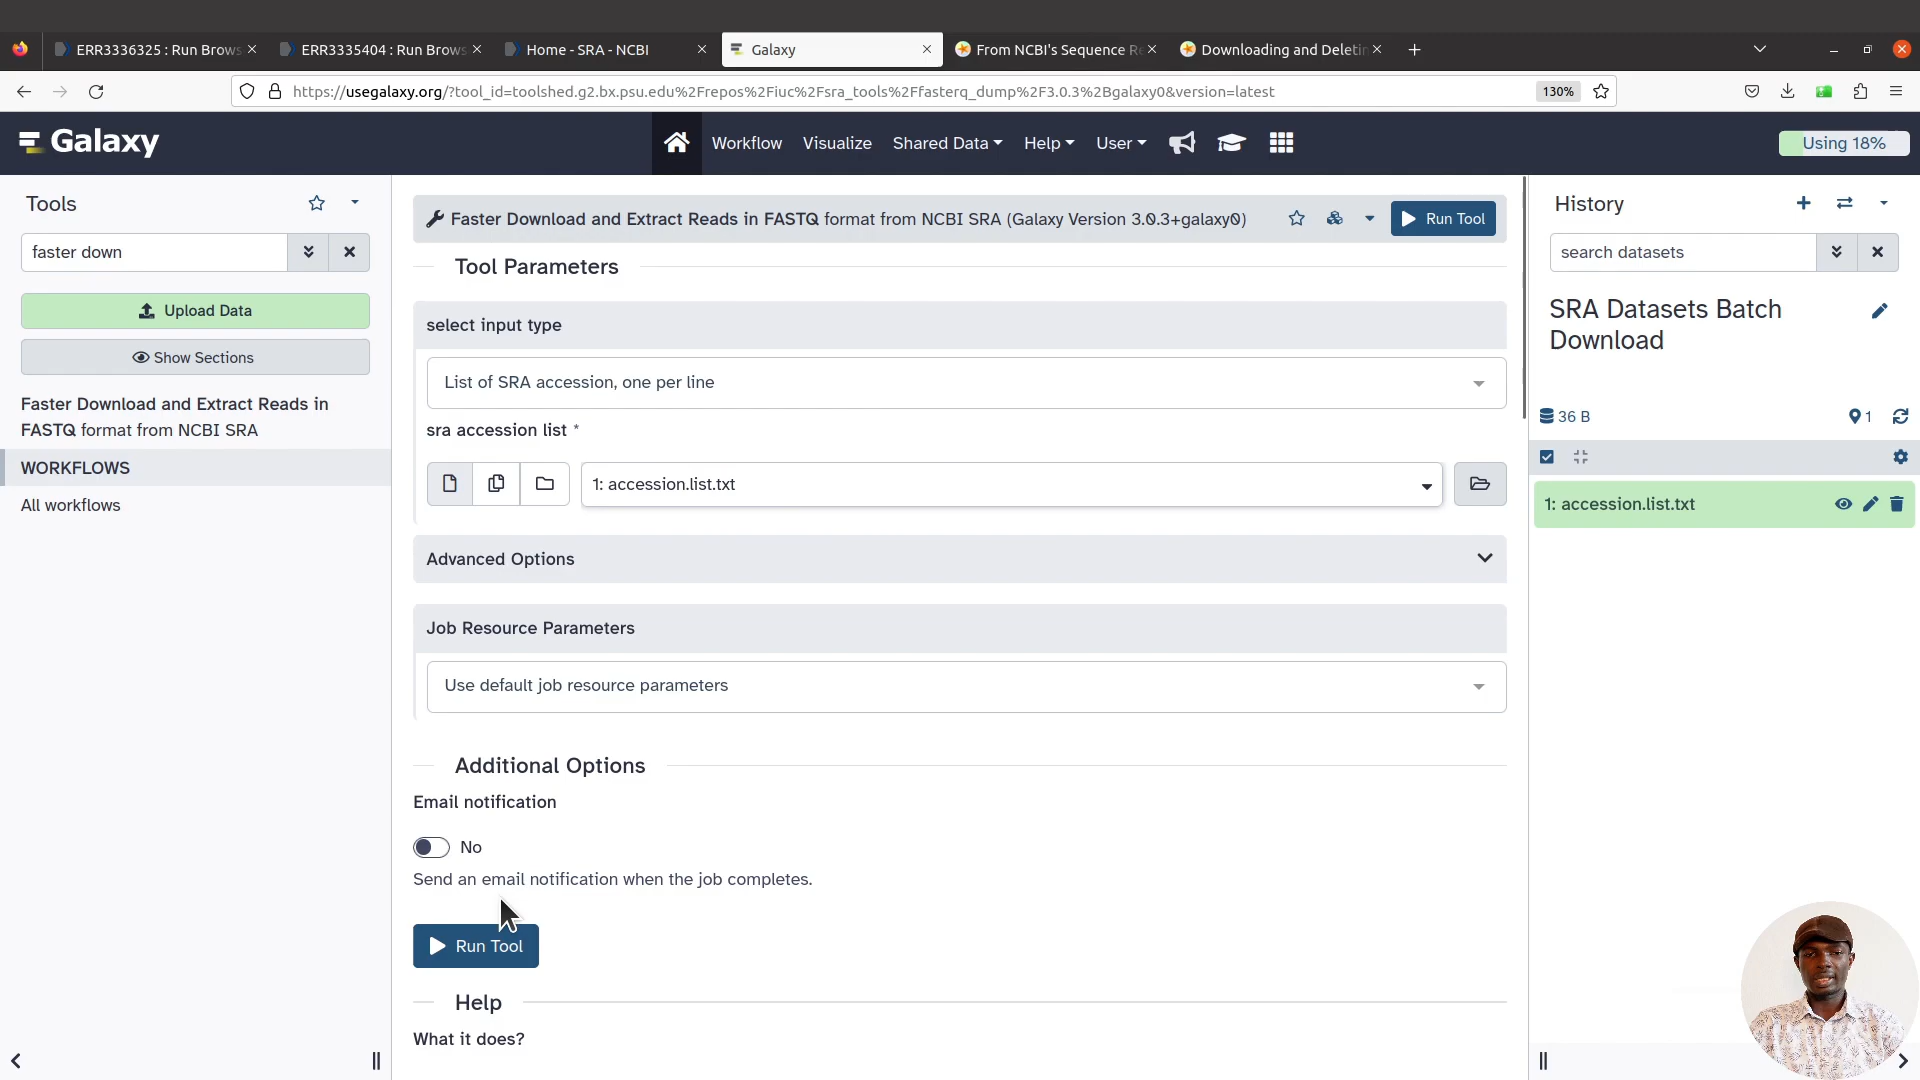 ERR3336325 : Run Brows
ERR3335404 : Run Brows
Home - SRA - NCBI
Galaxy
From NCBI's Sequence Re
Downloading and Deletin
https://usegalaxy.org/?tool_id=toolshed.g2.bx.psu.edu%2Frepos%2Fiuc%2Fsra_tools%2Ffasterq_dump%2F3.0.3%2Bgalaxy0&version=latest
130%
Galaxy
Workflow
Visualize
Shared Data
Help
User
Using 18%
Tools
faster down
Upload Data
Show Sections
Faster Download and Extract Reads in
FASTQ format from NCBI SRA
WORKFLOWS
All workflows
Faster Download and Extract Reads in FASTQ format from NCBI SRA (Galaxy Version 3.0.3+galaxy0)
Run Tool
Tool Parameters
select input type
List of SRA accession, one per line
sra accession list *
1: accession.list.txt
Advanced Options
Job Resource Parameters
Use default job resource parameters
Additional Options
Email notification
No
Send an email notification when the job completes.
Run Tool
Help
What it does?
History
search datasets
SRA Datasets Batch
Download
36 B
1
1: accession.list.txt